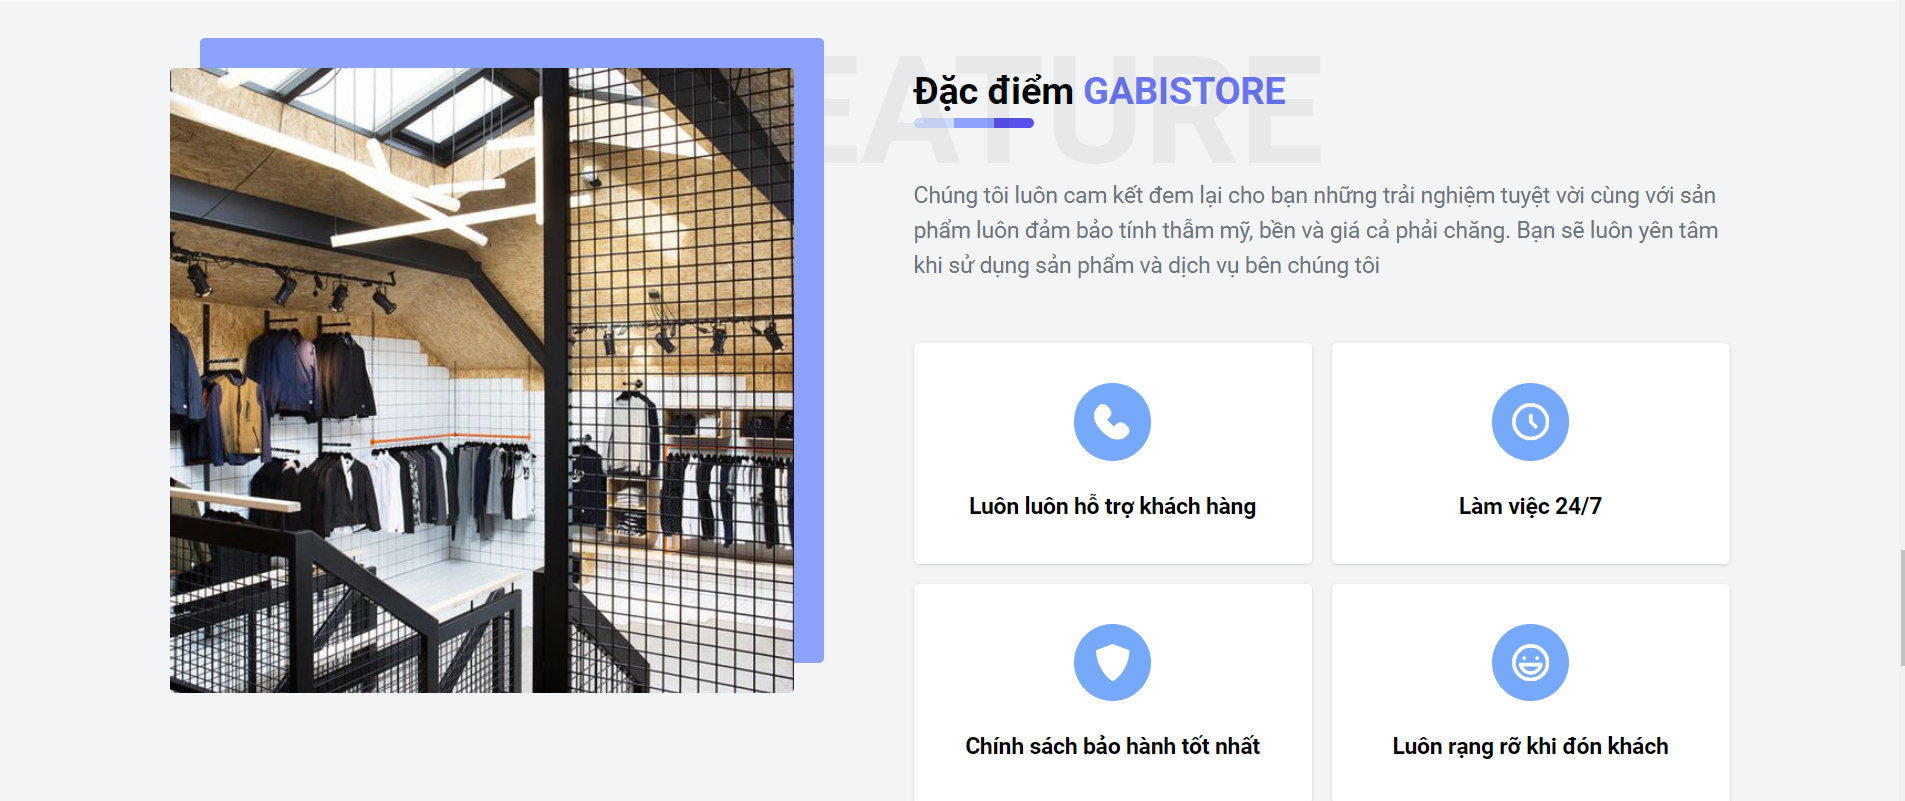 EATURE
Đặc điểm GABISTORE
Chúng tôi luôn cam kết đem lại cho bạn những trải nghiệm tuyệt vời cùng với sản
phẩm luôn đảm bảo tính thẫm mỹ, bền và giá cả phải chăng. Bạn sẽ luôn yên tâm
khi sử dụng sản phẩm và dịch vụ bên chúng tôi
Luôn luôn hỗ trợ khách hàng
Làm việc 24/7
Chính sách bảo hành tốt nhất
Luôn rạng rỡ khi đón khách